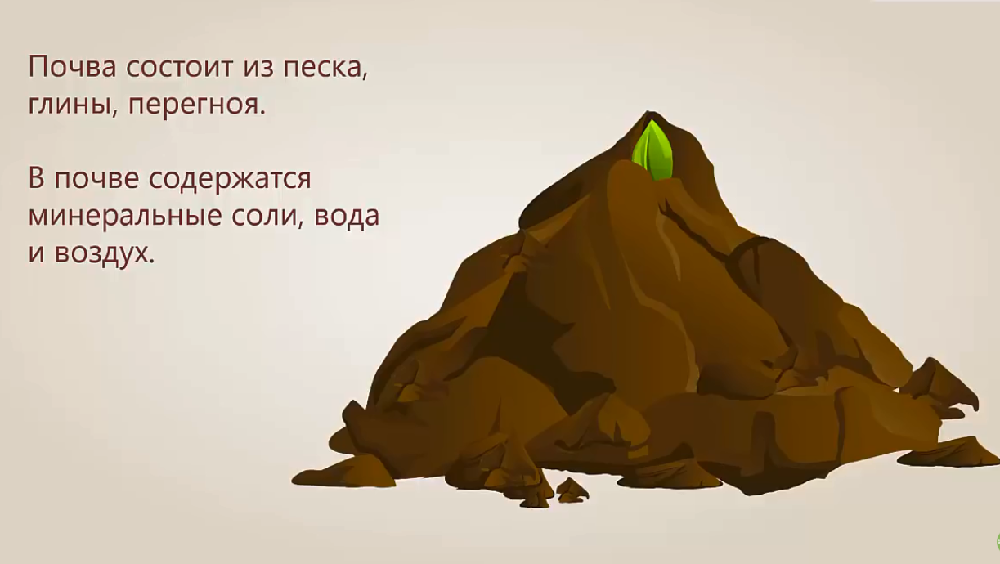 Почва состоит из песка,
глины, перегноя.
В почве содержатся
минеральные соли, вода
и воздух.